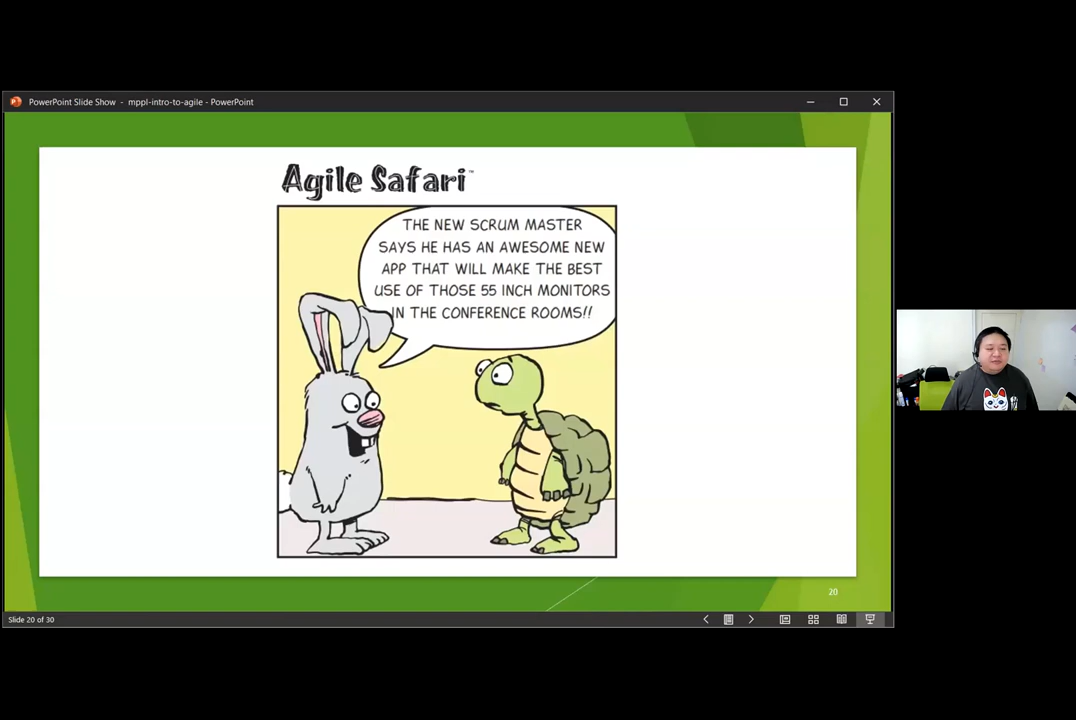 PowerPoint Slide Show - mppl-intro-to-agile - PowerPoint
Agile Safari™
THE NEW SCRUM MASTER
SAYS HE HAS AN AWESOME NEW
APP THAT WILL MAKE THE BEST
USE OF THOSE 55 INCH MONITORS
IN THE CONFERENCE ROOMS!!
20
Slide 20 of 30